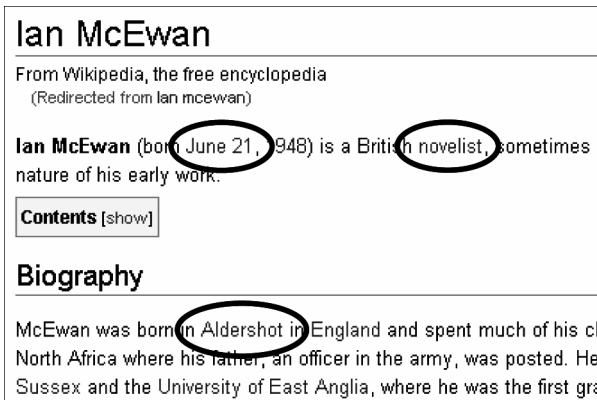 Ian McEwan
From Wikipedia, the free encyclopedia
(Redirected from Ian mcewan)
Ian McEwan (born June 21, 1948) is a British novelist, sometimes
nature of his early work.
Contents [show]
Biography
McEwan was born in Aldershot in England and spent much of his
North Africa where his father, an officer in the army, was posted. He
Sussex and the University of East Anglia, where he was the first